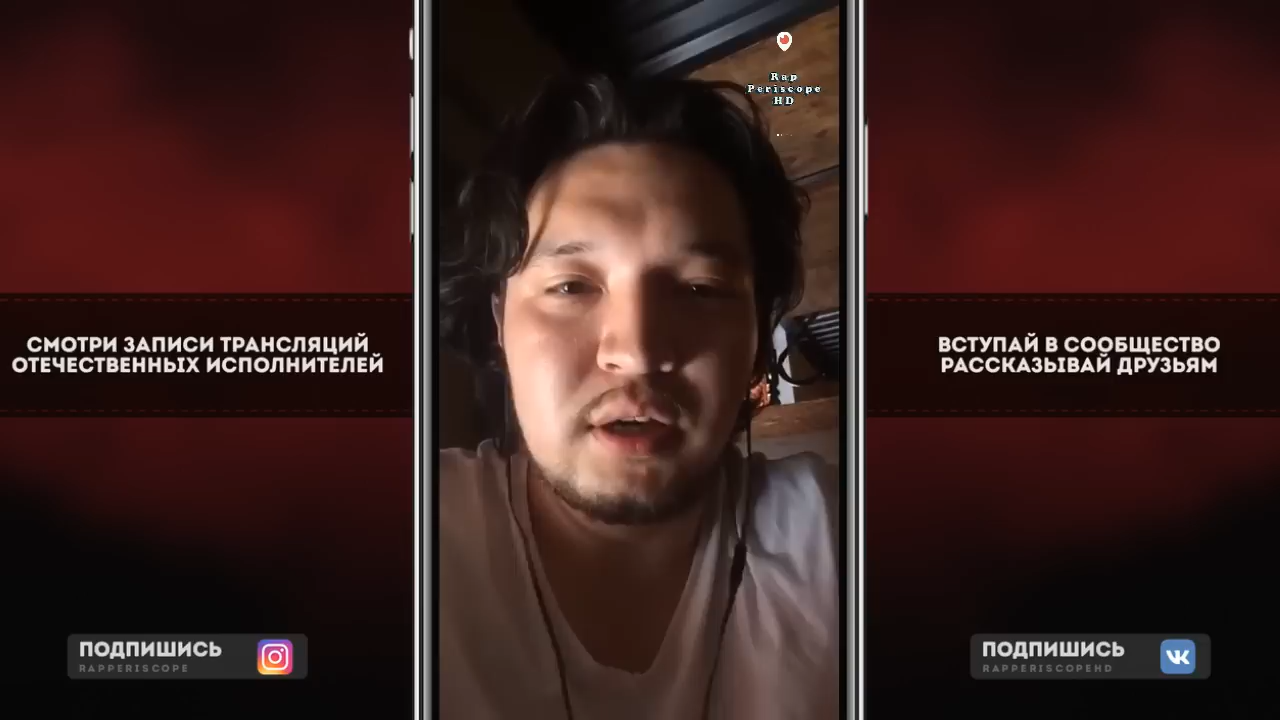 Rap
Periscope
HD
СМОТРИ ЗАПИСИ ТРАНСЛЯЦИЙ
ОТЕЧЕСТВЕННЫХ ИСПОЛНИТЕЛЕЙ
ВСТУПАЙ В СООБЩЕСТВО
РАССКАЗЫВАЙ ДРУЗЬЯМ
ПОДПИШИСЬ
RAPPERISCOPE
ПОДПИШИСЬ
RAPPERISCOPEHD